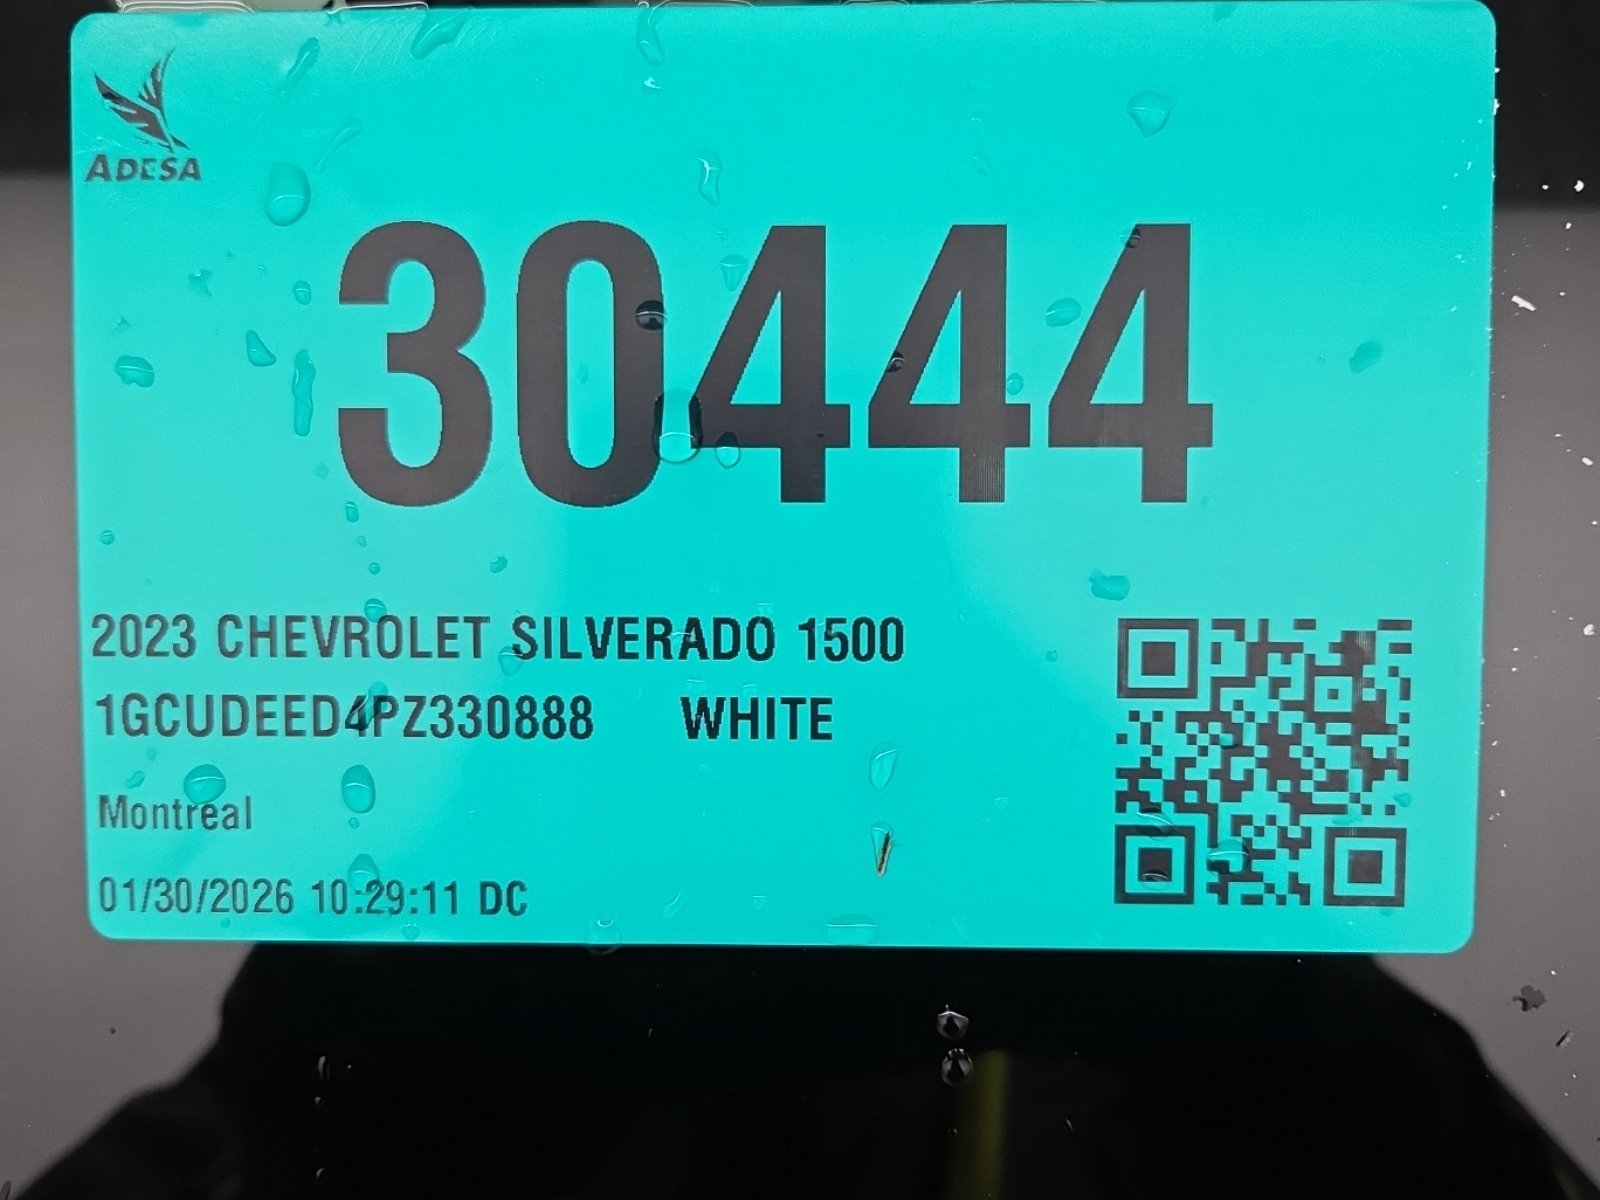 ADESA
30444
2023 CHEVROLET SILVERADO 1500
1GCUDEED4PZ330888 WHITE
Montreal
01/30/2026 10:29:11 DC